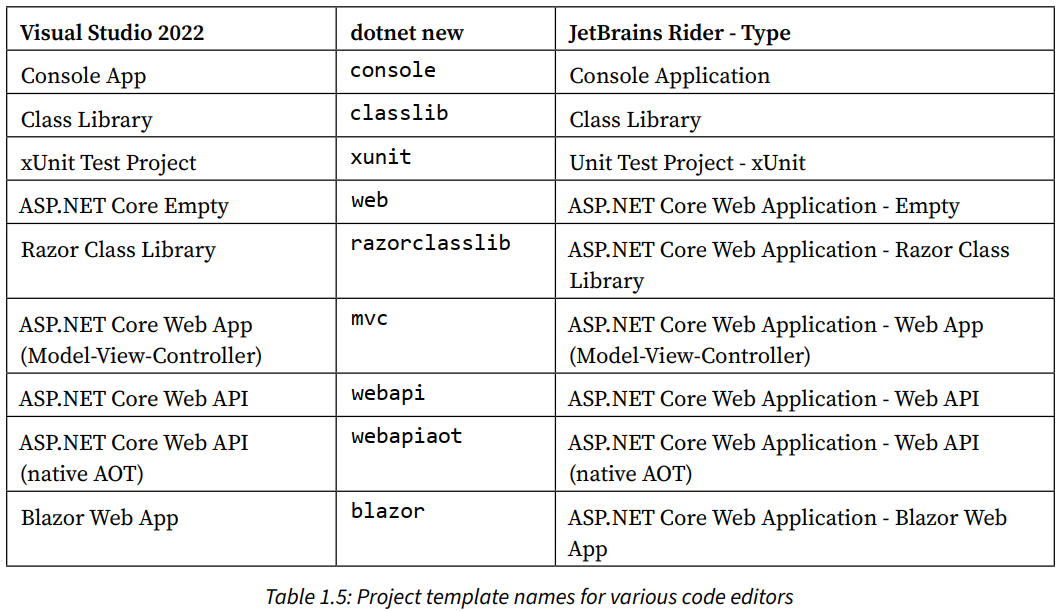 Visual Studio 2022 dotnet new JetBrains Rider - Type
Console App console Console Application
Class Library classlib Class Library
xUnit Test Project xunit Unit Test Project - xUnit
ASP.NET Core Empty web ASP.NET Core Web Application - Empty
Razor Class Library razorclasslib ASP.NET Core Web Application - Razor Class
Library
ASP.NET Core Web App mvc ASP.NET Core Web Application - Web App
(Model-View-Controller) (Model-View-Controller)
ASP.NET Core Web API webapi ASP.NET Core Web Application - Web API
ASP.NET Core Web API webapiaot ASP.NET Core Web Application - Web API
(native AOT) (native AOT)
Blazor Web App blazor ASP.NET Core Web Application - Blazor Web
App
Table 1.5: Project template names for various code editors